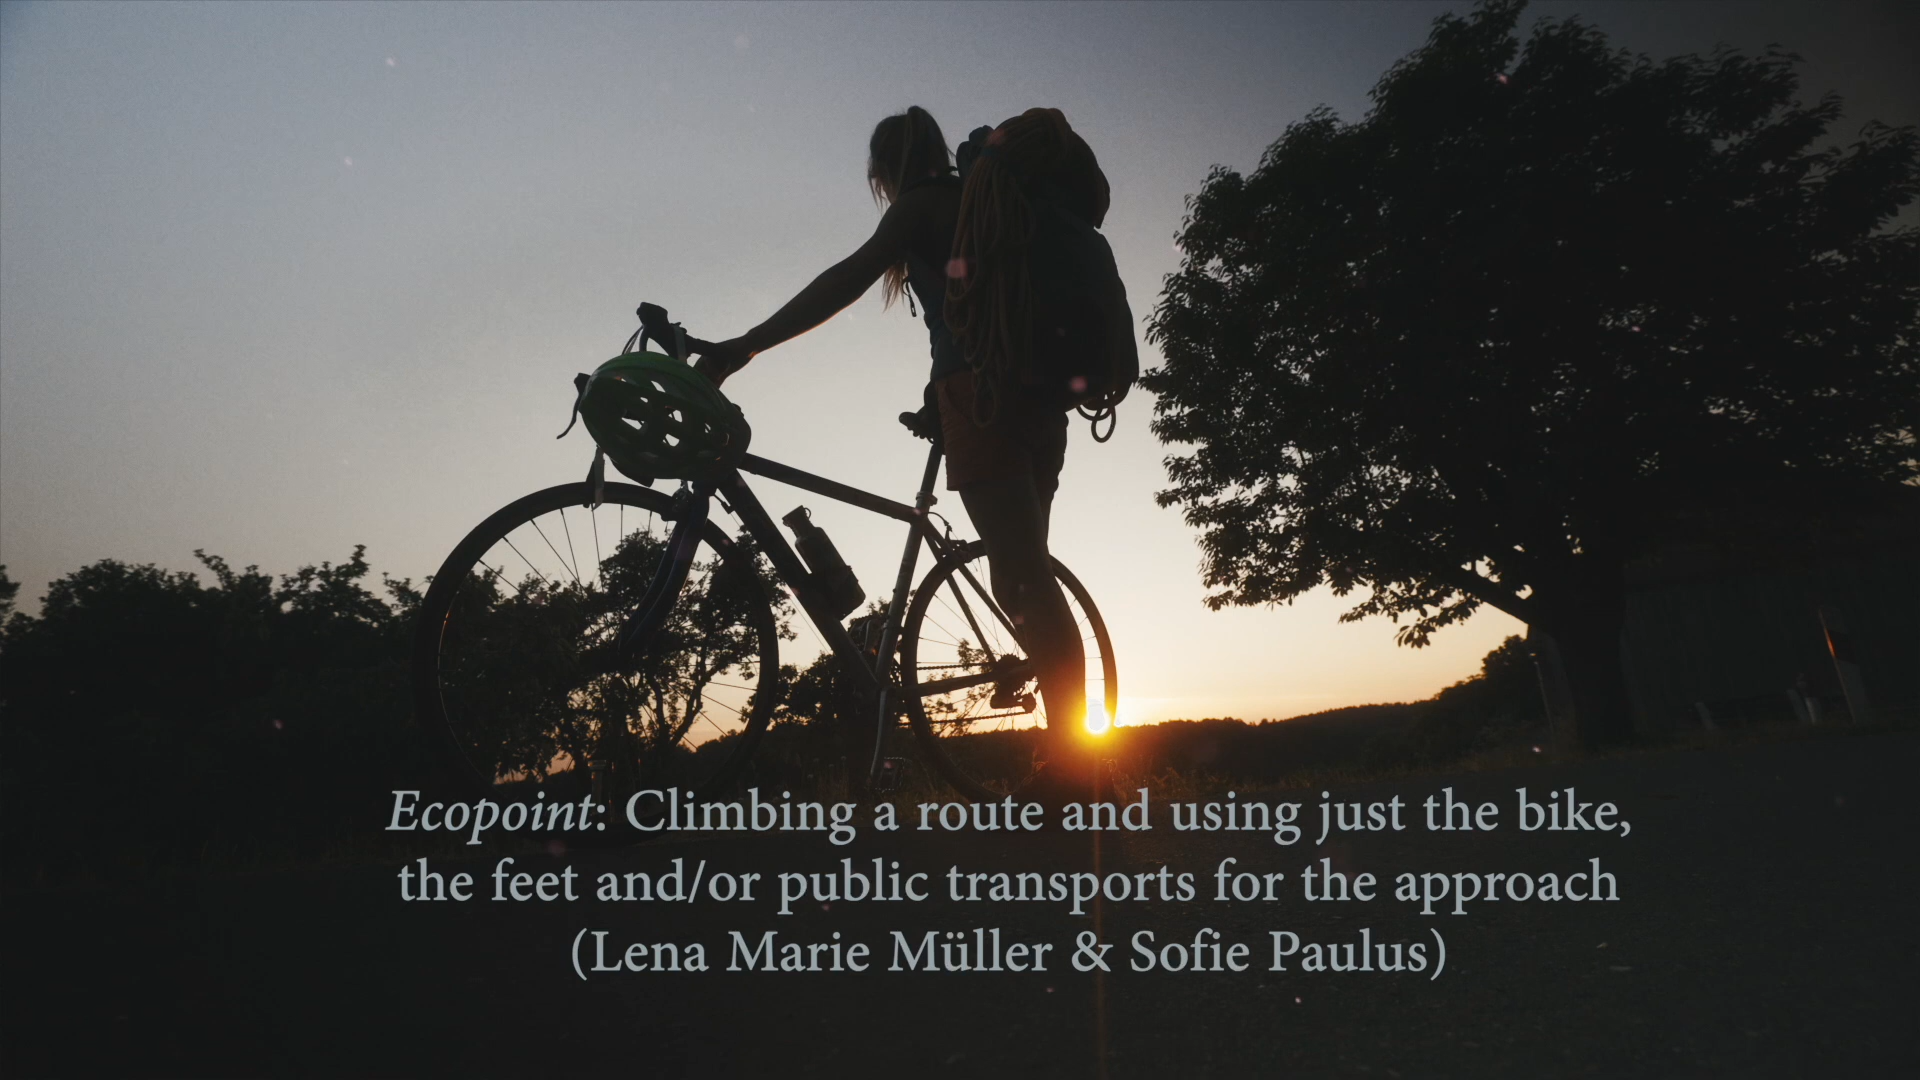 Ecopoint: Climbing a route and using just the bike,
the feet and/or public transports for the approach
(Lena Marie Müller & Sofie Paulus)